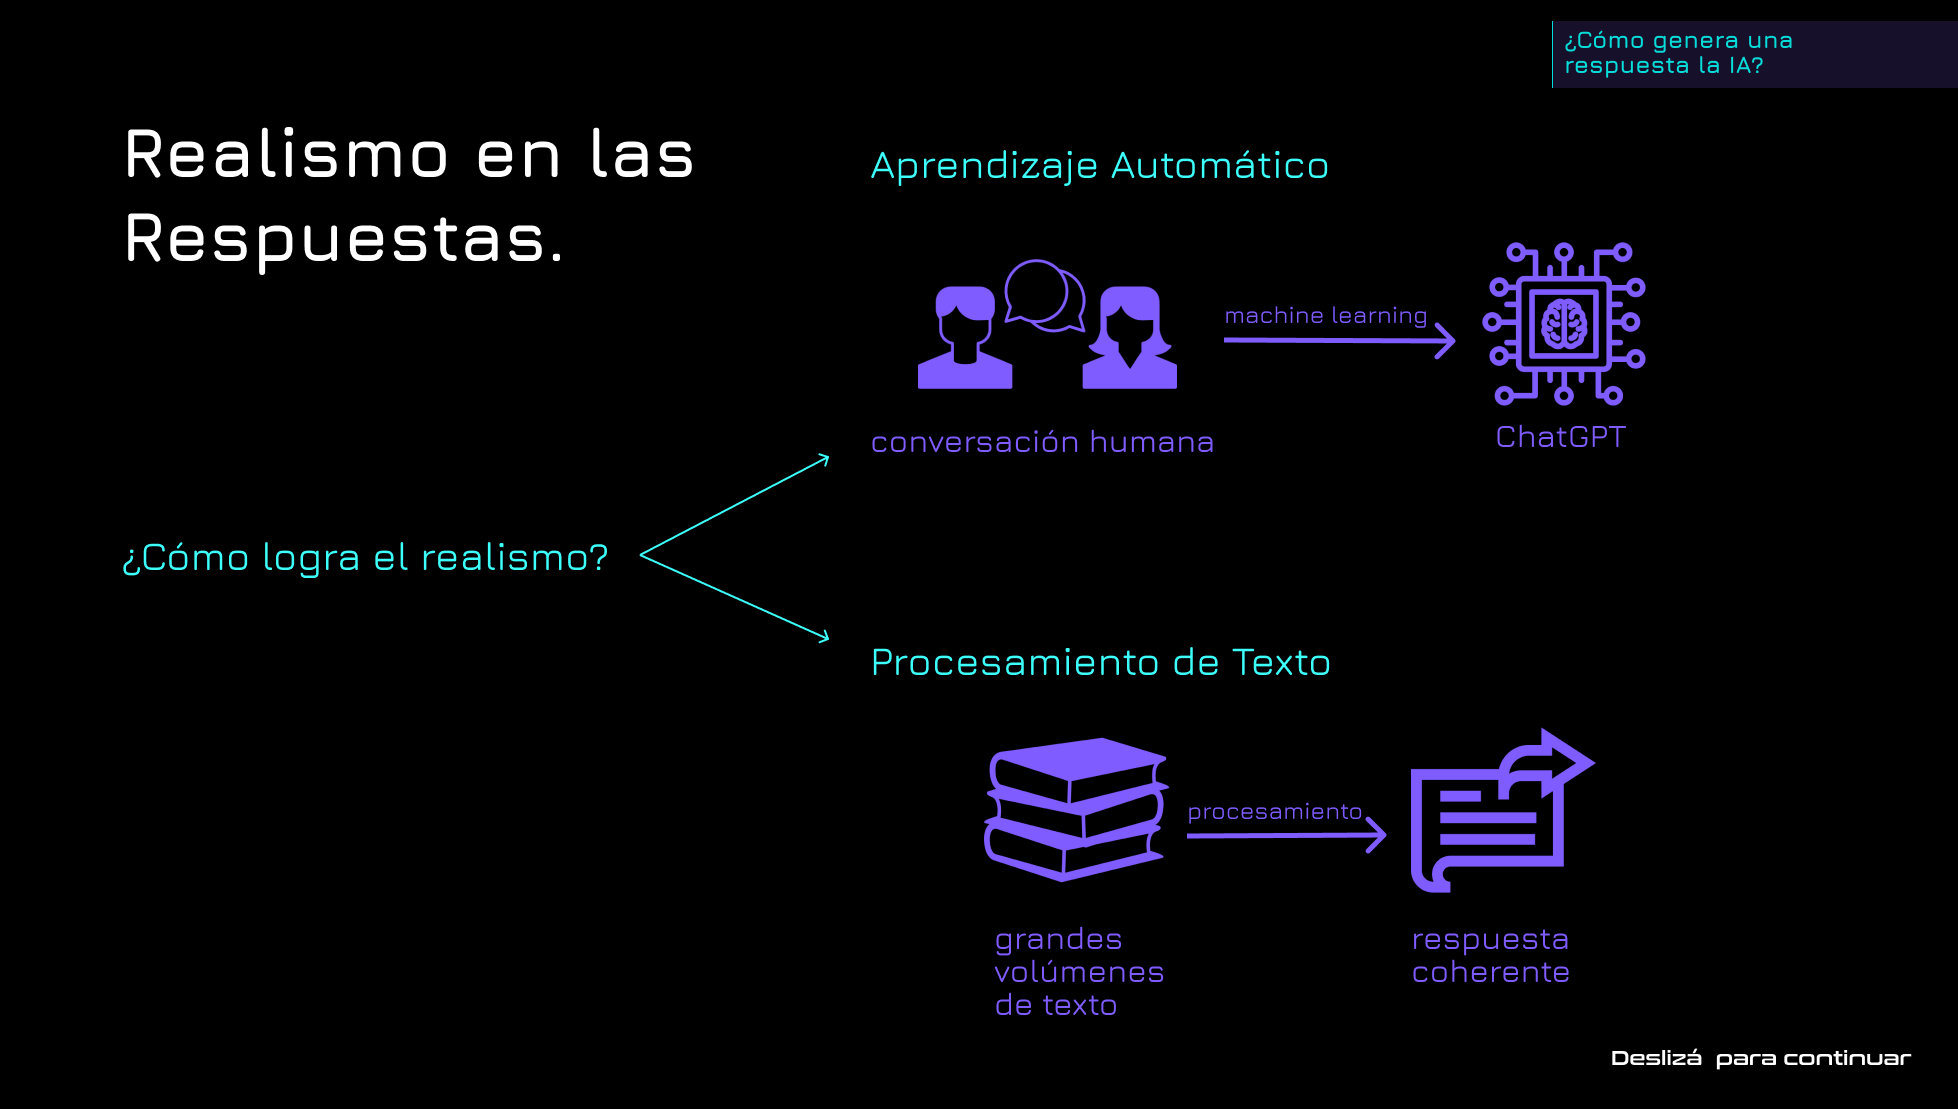 ¿Cómo genera una
respuesta la IA?
Realismo en las
Respuestas.
¿Cómo logra el realismo?
Aprendizaje Automático
machine learning
conversación humana
ChatGPT
Procesamiento de Texto
procesamiento
grandes
volúmenes
de texto
respuesta
coherente
Deslizá para continuar